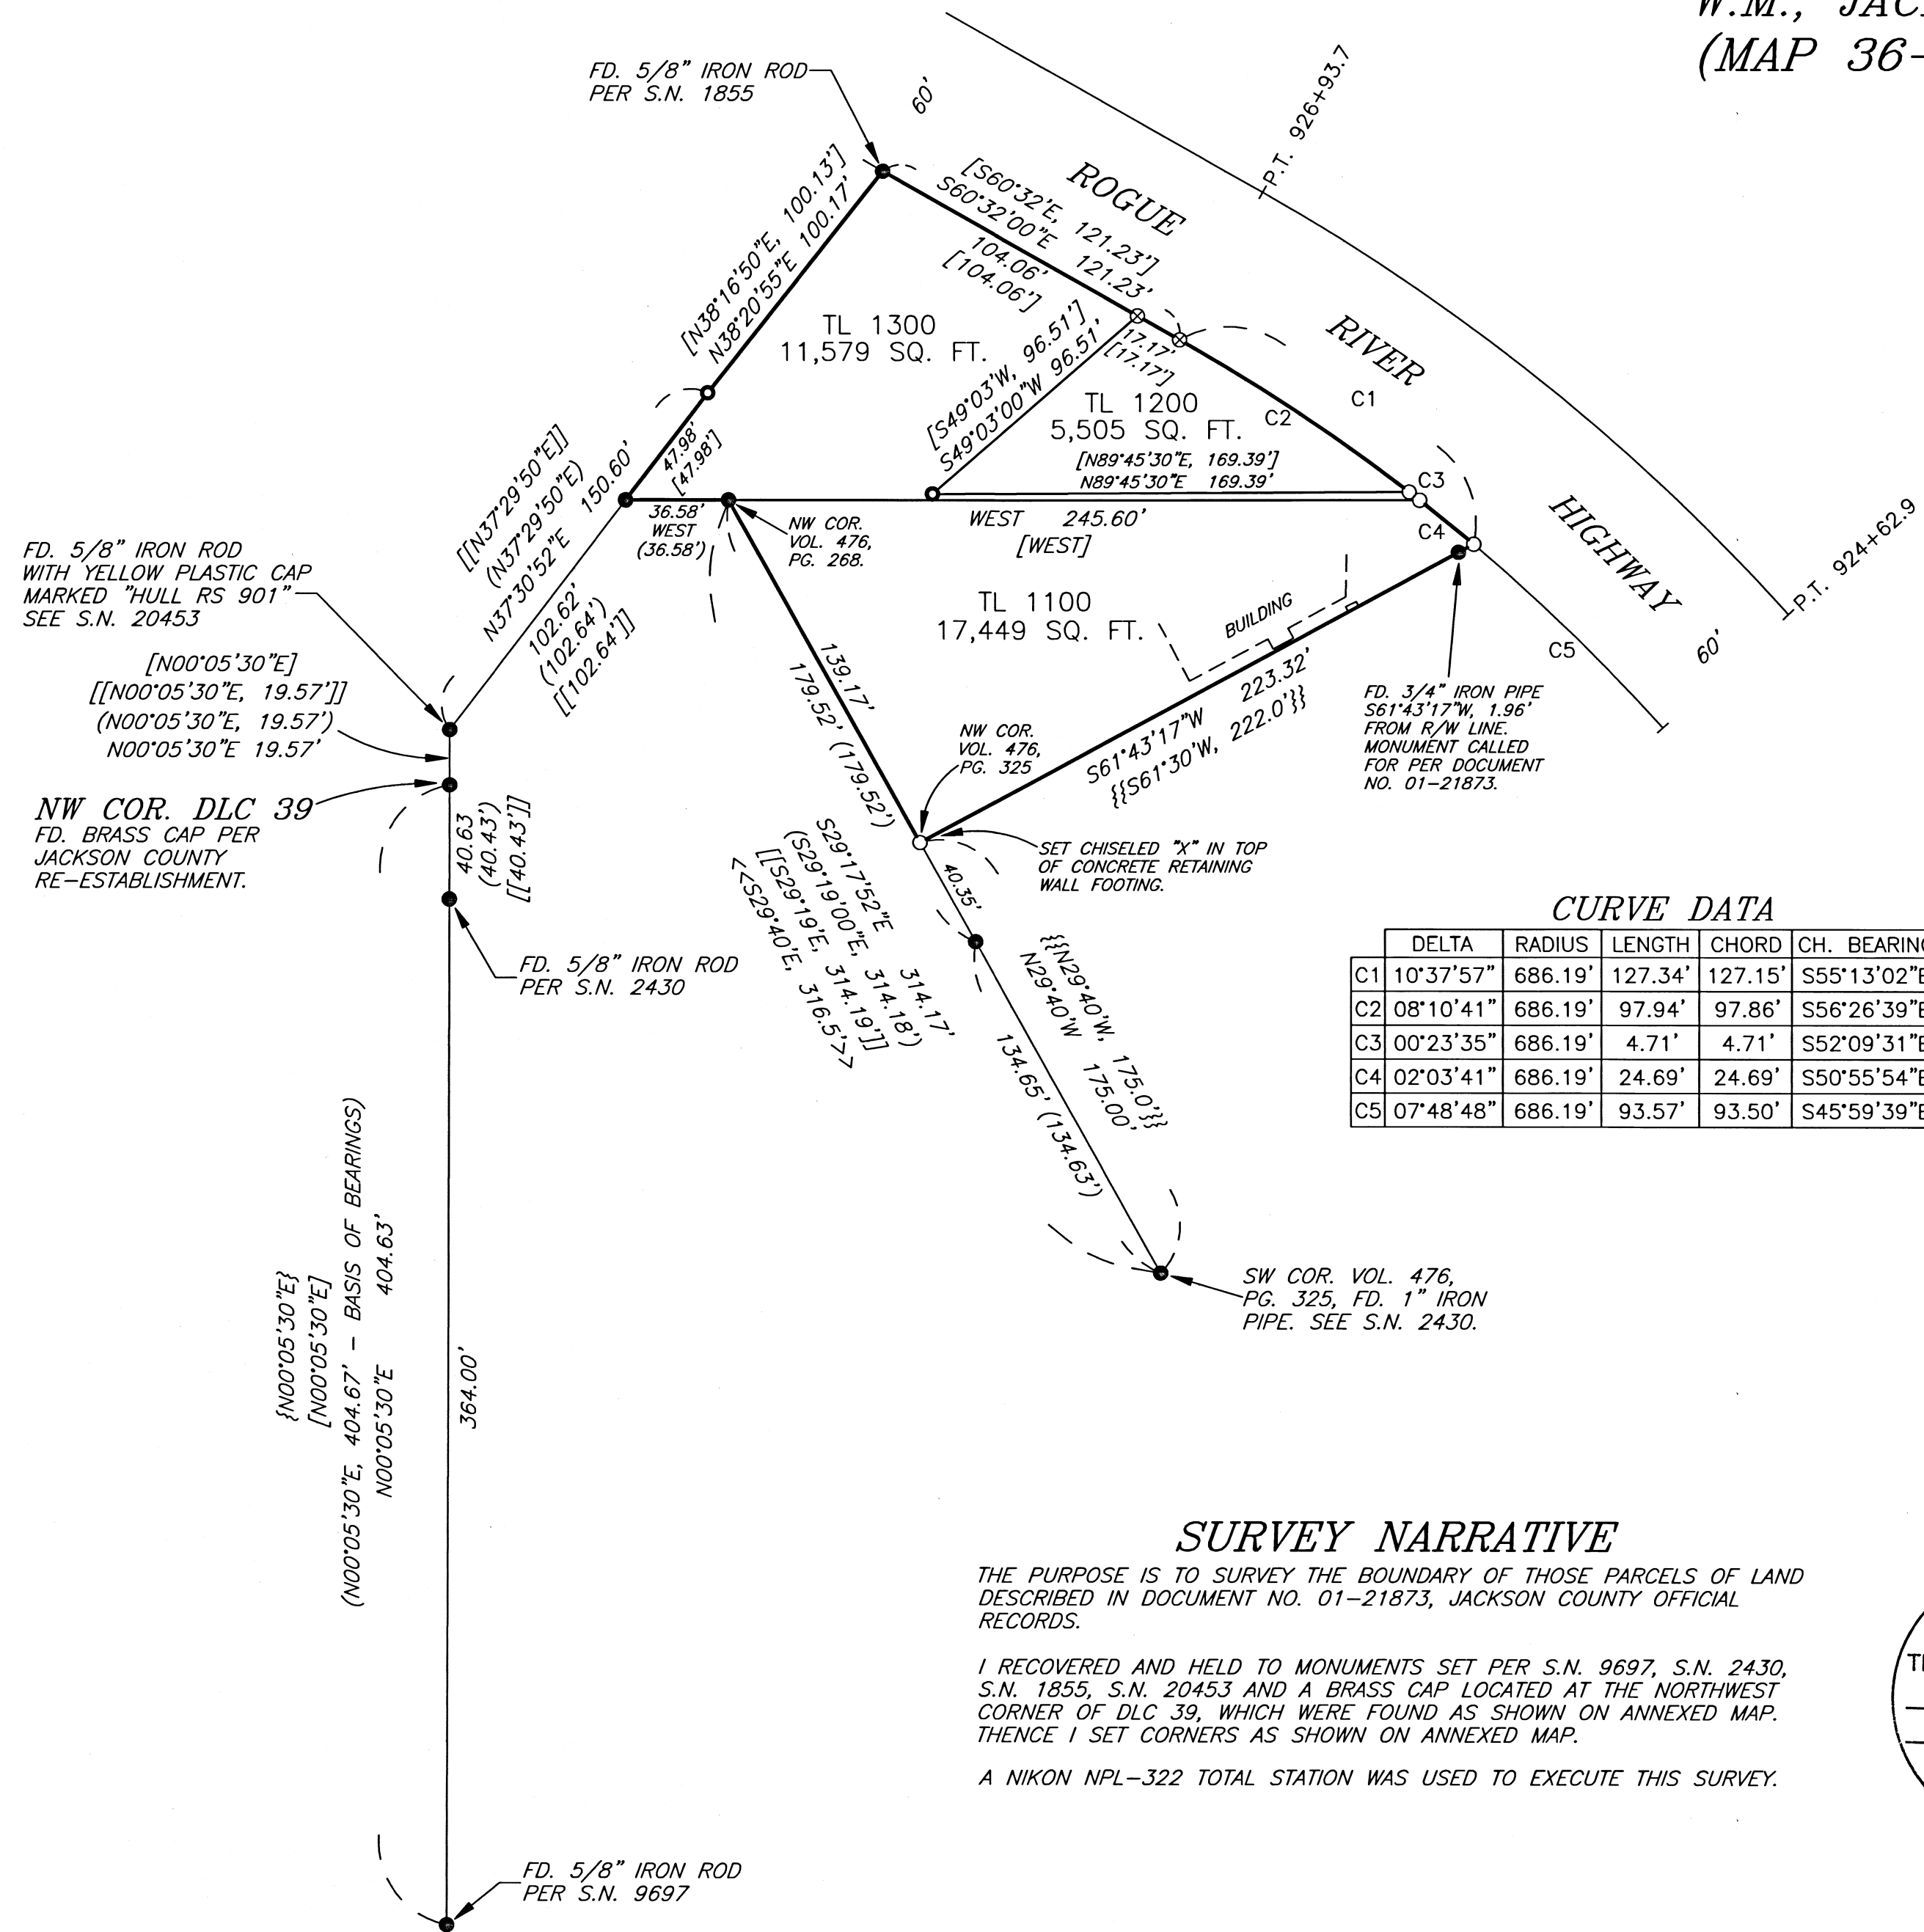 W.M., JAC
(MAP 36-
FD. 5/8" IRON ROD
PER S.N. 1855
60'
P.T. 926+93.7
ROGUE
RIVER
HIGHWAY
60'
P.T. 924+62.9
[S60°32'E, 121.23']
S60°32'00"E 121.23'
104.06'
[104.06']
17.17'
[17.17']
[N38°16'50"E, 100.13']
N38°20'55"E 100.17'
TL 1300
11,579 SQ. FT.
[S49°03'W, 96.51']
S49°03'00"W 96.51'
TL 1200
5,505 SQ. FT.
C1
C2
C3
C4
C5
[N89°45'30"E, 169.39']
N89°45'30"E 169.39'
47.98'
[47.98']
36.58'
WEST
(36.58')
NW COR.
VOL. 476,
PG. 268.
WEST 245.60'
[WEST]
[[N37°29'50"E]]
(N37°29'50"E)
N37°30'52"E 150.60'
102.62'
(102.64')
[[102.64']]
FD. 5/8" IRON ROD
WITH YELLOW PLASTIC CAP
MARKED "HULL RS 901"
SEE S.N. 20453
[N00°05'30"E]
[[N00°05'30"E, 19.57']]
(N00°05'30"E, 19.57')
N00°05'30"E 19.57'
NW COR. DLC 39
FD. BRASS CAP PER
JACKSON COUNTY
RE-ESTABLISHMENT.
40.63
(40.43')
[[40.43']]
TL 1100
17,449 SQ. FT.
BUILDING
139.17'
179.52' (179.52')
NW COR.
VOL. 476,
PG. 325
S61°43'17"W 223.32'
{{S61°30'W, 222.0'}}
FD. 3/4" IRON PIPE
S61°43'17"W, 1.96'
FROM R/W LINE.
MONUMENT CALLED
FOR PER DOCUMENT
NO. 01-21873.
SET CHISELED "X" IN TOP
OF CONCRETE RETAINING
WALL FOOTING.
40.35'
S29°17'52"E 314.17'
(S29°19'00"E, 314.18')
[[S29°19'E, 314.19']]
<<S29°40'E, 316.5'>>
{{N29°40'W, 175.0'}}
N29°40'W 175.00'
134.65' (134.63')
FD. 5/8" IRON ROD
PER S.N. 2430
CURVE DATA
DELTA RADIUS LENGTH CHORD CH. BEARING
C1 10°37'57" 686.19' 127.34' 127.15' S55°13'02"E
C2 08°10'41" 686.19' 97.94' 97.86' S56°26'39"E
C3 00°23'35" 686.19' 4.71' 4.71' S52°09'31"E
C4 02°03'41" 686.19' 24.69' 24.69' S50°55'54"E
C5 07°48'48" 686.19' 93.57' 93.50' S45°59'39"E
{N00°05'30"E}
[N00°05'30"E]
(N00°05'30"E, 404.67' - BASIS OF BEARINGS)
N00°05'30"E 404.63'
364.00'
SW COR. VOL. 476,
PG. 325, FD. 1" IRON
PIPE. SEE S.N. 2430.
SURVEY NARRATIVE
THE PURPOSE IS TO SURVEY THE BOUNDARY OF THOSE PARCELS OF LAND
DESCRIBED IN DOCUMENT NO. 01-21873, JACKSON COUNTY OFFICIAL
RECORDS.
I RECOVERED AND HELD TO MONUMENTS SET PER S.N. 9697, S.N. 2430,
S.N. 1855, S.N. 20453 AND A BRASS CAP LOCATED AT THE NORTHWEST
CORNER OF DLC 39, WHICH WERE FOUND AS SHOWN ON ANNEXED MAP.
THENCE I SET CORNERS AS SHOWN ON ANNEXED MAP.
A NIKON NPL-322 TOTAL STATION WAS USED TO EXECUTE THIS SURVEY.
FD. 5/8" IRON ROD
PER S.N. 9697